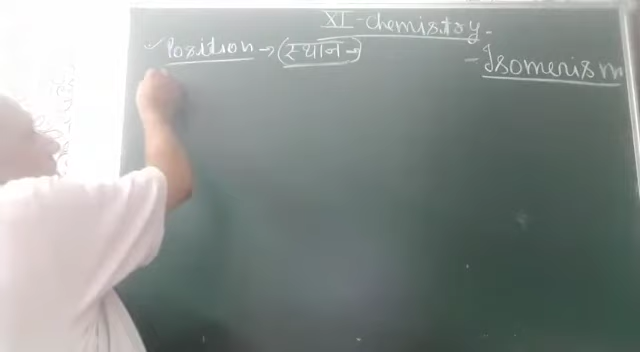 XI-Chemistry.
✓ Position → (स्थान →)
- Isomerism